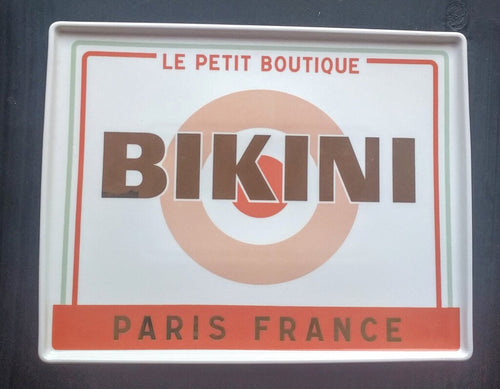 LE PETIT BOUTIQUE
BIKINI
PARIS FRANCE